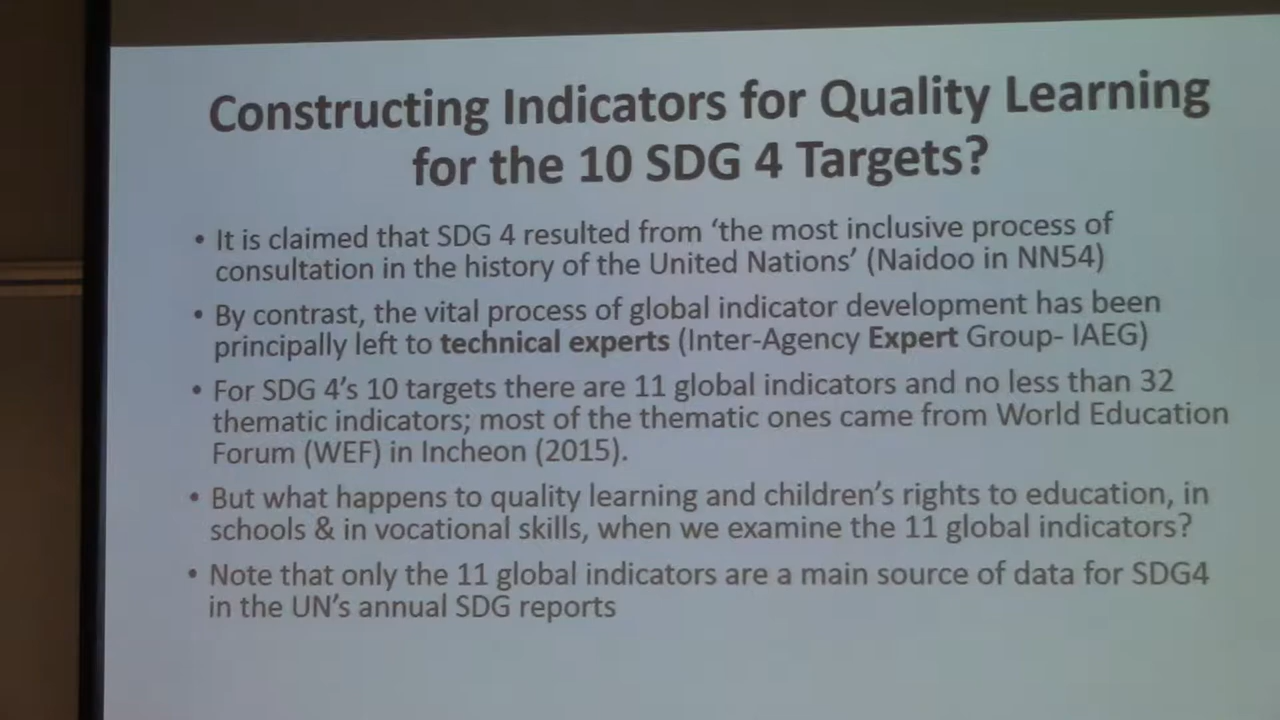 Constructing Indicators for Quality Learning
for the 10 SDG 4 Targets?
• It is claimed that SDG 4 resulted from ‘the most inclusive process of
consultation in the history of the United Nations’ (Naidoo in NN54)
• By contrast, the vital process of global indicator development has been
principally left to technical experts (Inter-Agency Expert Group- IAEG)
• For SDG 4’s 10 targets there are 11 global indicators and no less than 32
thematic indicators; most of the thematic ones came from World Education
Forum (WEF) in Incheon (2015).
• But what happens to quality learning and children’s rights to education, in
schools & in vocational skills, when we examine the 11 global indicators?
• Note that only the 11 global indicators are a main source of data for SDG4
in the UN’s annual SDG reports